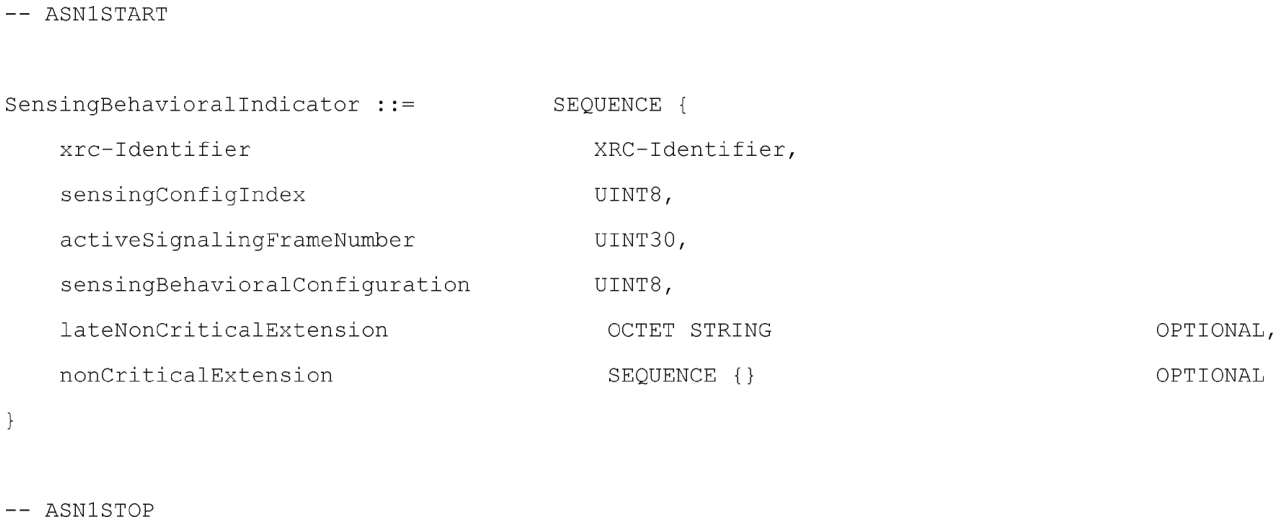 -- ASN1START
SensingBehavioralIndicator ::= SEQUENCE {
xrc-Identifier XRC-Identifier,
sensingConfigIndex UINT8,
activeSignalingFrameNumber UINT30,
sensingBehavioralConfiguration UINT8,
lateNonCriticalExtension OCTET STRING OPTIONAL,
nonCriticalExtension SEQUENCE {} OPTIONAL
}
-- ASN1STOP